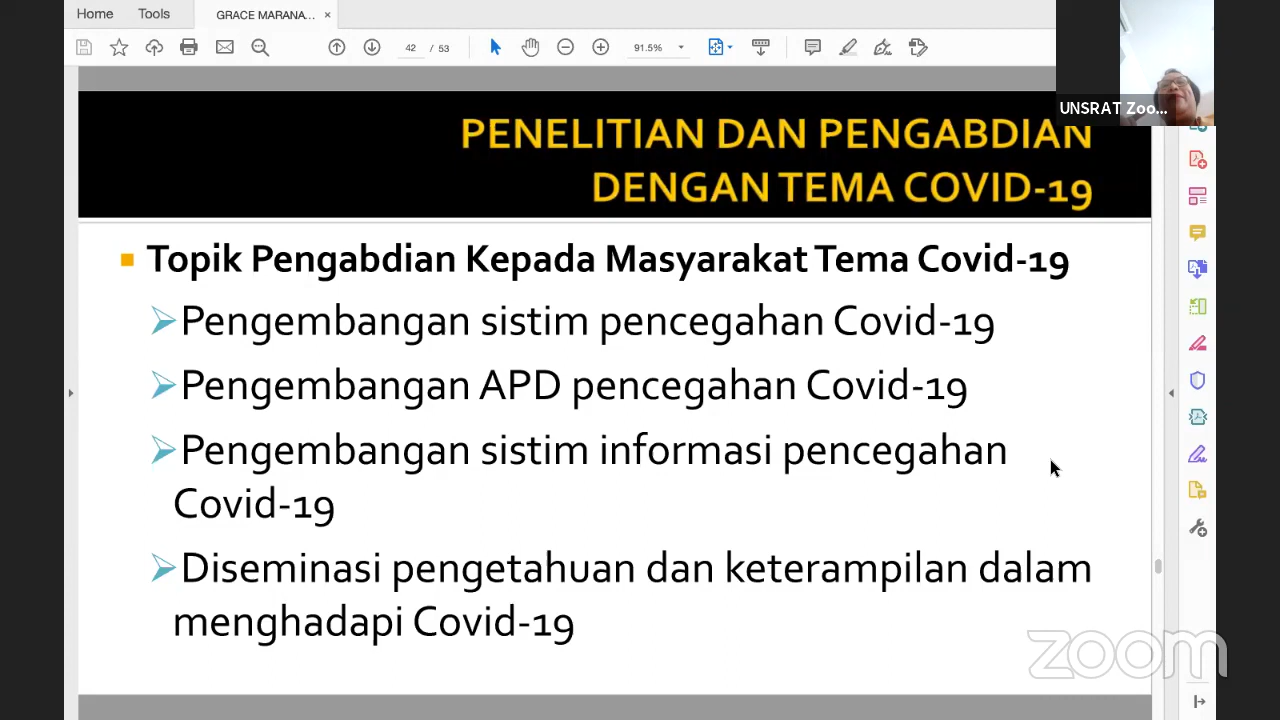 Home
Tools
GRACE MARANA...
42 / 53
91.5%
UNSRAT Zoo...
PENELITIAN DAN PENGABDIAN
DENGAN TEMA COVID-19
Topik Pengabdian Kepada Masyarakat Tema Covid-19
Pengembangan sistim pencegahan Covid-19
Pengembangan APD pencegahan Covid-19
Pengembangan sistim informasi pencegahan
Covid-19
Diseminasi pengetahuan dan keterampilan dalam
menghadapi Covid-19
zoom